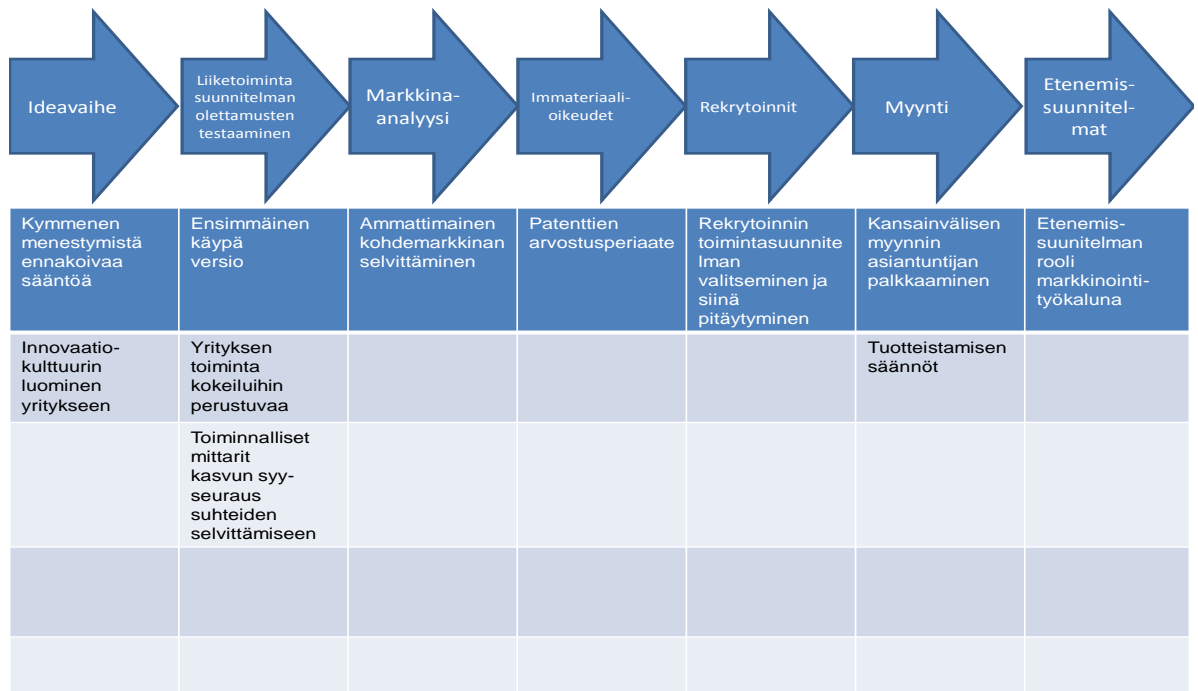 Ideavaihe
Liiketoiminta
suunnitelman
olettamusten
testaaminen
Markkina-
analyysi
Immateriaali-
oikeudet
Rekrytoinnit
Myynti
Etenemis-
suunnitel-
mat
Kymmenen
menestymistä
ennakoivaa
sääntöä
Ensimmäinen
käypä
versio
Ammattimainen
kohdemarkkinan
selvittäminen
Patenttien
arvostusperiaate
Rekrytoinnin
toimintasuunnite
lman
valitseminen ja
siinä
pitäytyminen
Kansainvälisen
myynnin
asiantuntijan
palkkaaminen
Etenemis-
suunitelman
rooli
markkinointi-
työkaluna
Innovaatio-
kulttuurin
luominen
yritykseen
Yrityksen
toiminta
kokeiluihin
perustuvaa
Tuotteistamisen
säännöt
Toiminnalliset
mittarit
kasvun syy-
seuraus
suhteiden
selvittämiseen